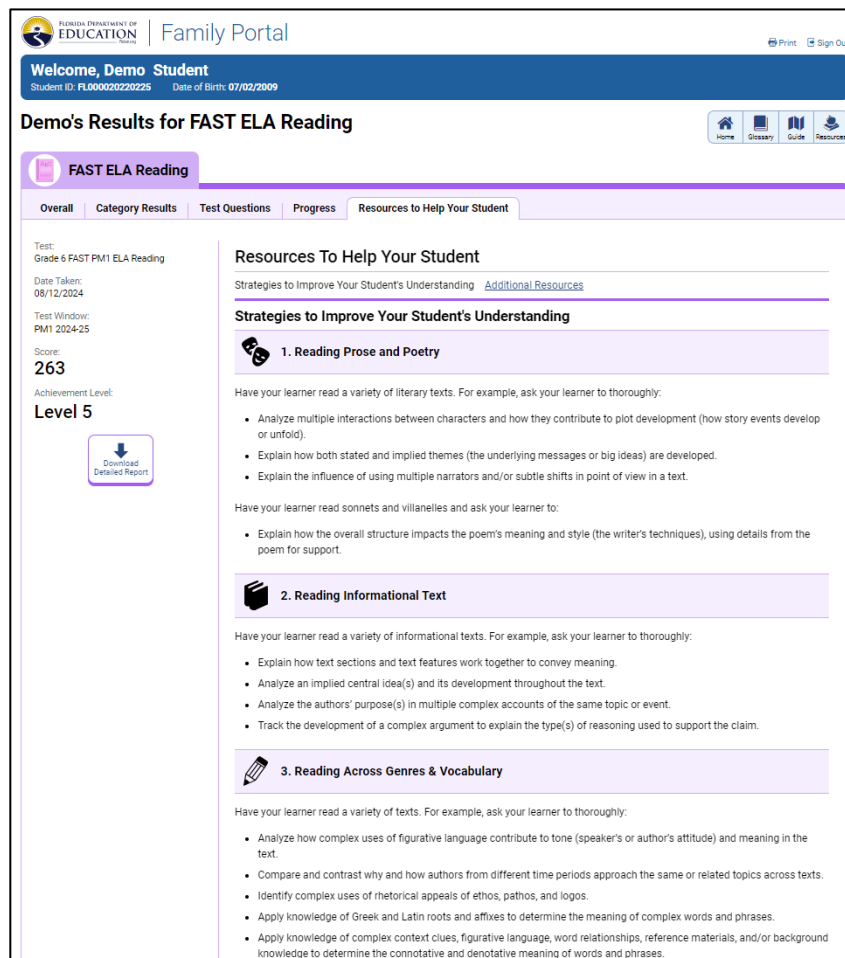 FLORIDA DEPARTMENT OF
EDUCATION
fldoe.org
Family Portal
Print
Sign Ou
Welcome, Demo Student
Student ID: FL000020220225 Date of Birth: 07/02/2009
Demo's Results for FAST ELA Reading
Home
Glossary
Guide
Resources
FAST ELA Reading
Overall
Category Results
Test Questions
Progress
Resources to Help Your Student
Test:
Grade 6 FAST PM1 ELA Reading
Date Taken:
08/12/2024
Test Window:
PM1 2024-25
Score:
263
Achievement Level:
Level 5
Download
Detailed Report
Resources To Help Your Student
Strategies to Improve Your Student's Understanding Additional Resources
Strategies to Improve Your Student's Understanding
1. Reading Prose and Poetry
Have your learner read a variety of literary texts. For example, ask your learner to thoroughly:
• Analyze multiple interactions between characters and how they contribute to plot development (how story events develop
or unfold).
• Explain how both stated and implied themes (the underlying messages or big ideas) are developed.
• Explain the influence of using multiple narrators and/or subtle shifts in point of view in a text.
Have your learner read sonnets and villanelles and ask your learner to:
• Explain how the overall structure impacts the poem's meaning and style (the writer's techniques), using details from the
poem for support.
2. Reading Informational Text
Have your learner read a variety of informational texts. For example, ask your learner to thoroughly:
• Explain how text sections and text features work together to convey meaning.
• Analyze an implied central idea(s) and its development throughout the text.
• Analyze the authors' purpose(s) in multiple complex accounts of the same topic or event.
• Track the development of a complex argument to explain the type(s) of reasoning used to support the claim.
3. Reading Across Genres & Vocabulary
Have your learner read a variety of texts. For example, ask your learner to thoroughly:
• Analyze how complex uses of figurative language contribute to tone (speaker's or author's attitude) and meaning in the
text.
• Compare and contrast why and how authors from different time periods approach the same or related topics across texts.
• Identify complex uses of rhetorical appeals of ethos, pathos, and logos.
• Apply knowledge of Greek and Latin roots and affixes to determine the meaning of complex words and phrases.
• Apply knowledge of complex context clues, figurative language, word relationships, reference materials, and/or background
knowledge to determine the connotative and denotative meaning of words and phrases.